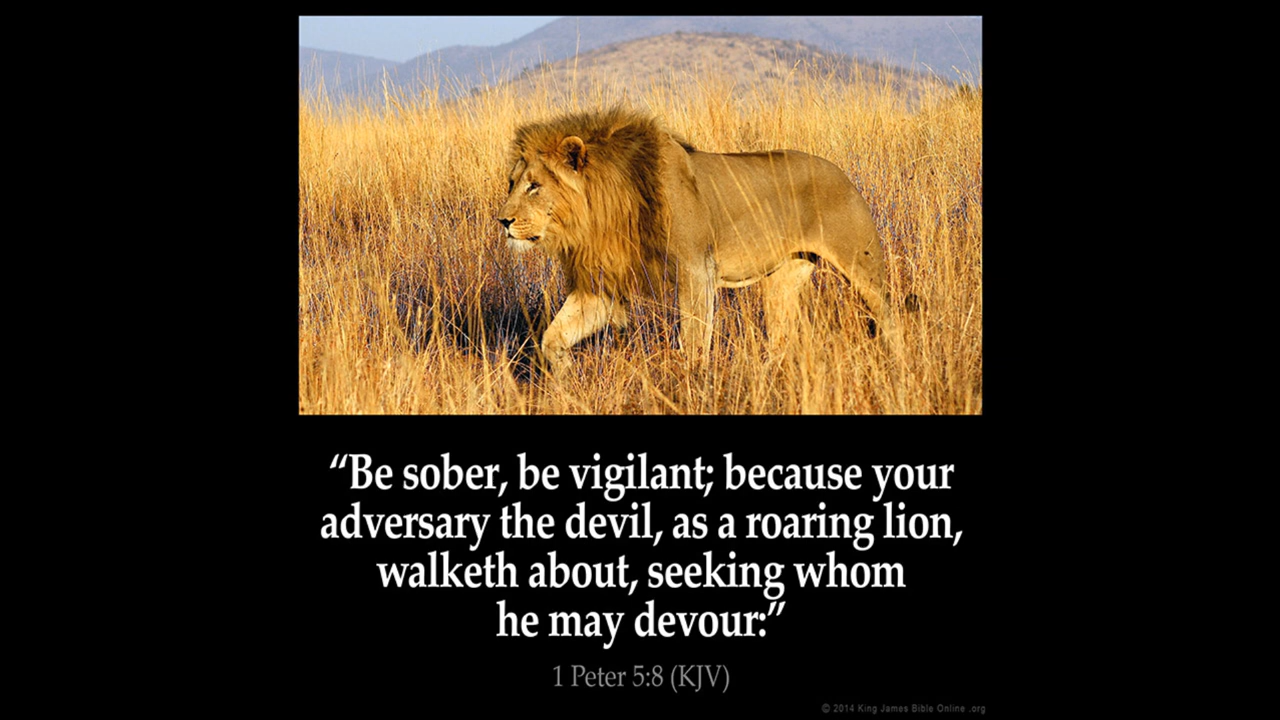 “Be sober, be vigilant; because your
adversary the devil, as a roaring lion,
walketh about, seeking whom
he may devour:”
1 Peter 5:8 (KJV)
© 2014 King James Bible Online .org